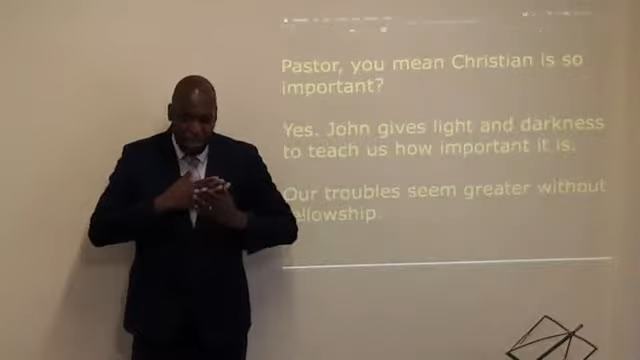 Pastor, you mean Christian is so
important?
Yes. John gives light and darkness
to teach us how important it is.
Our troubles seem greater without
fellowship.